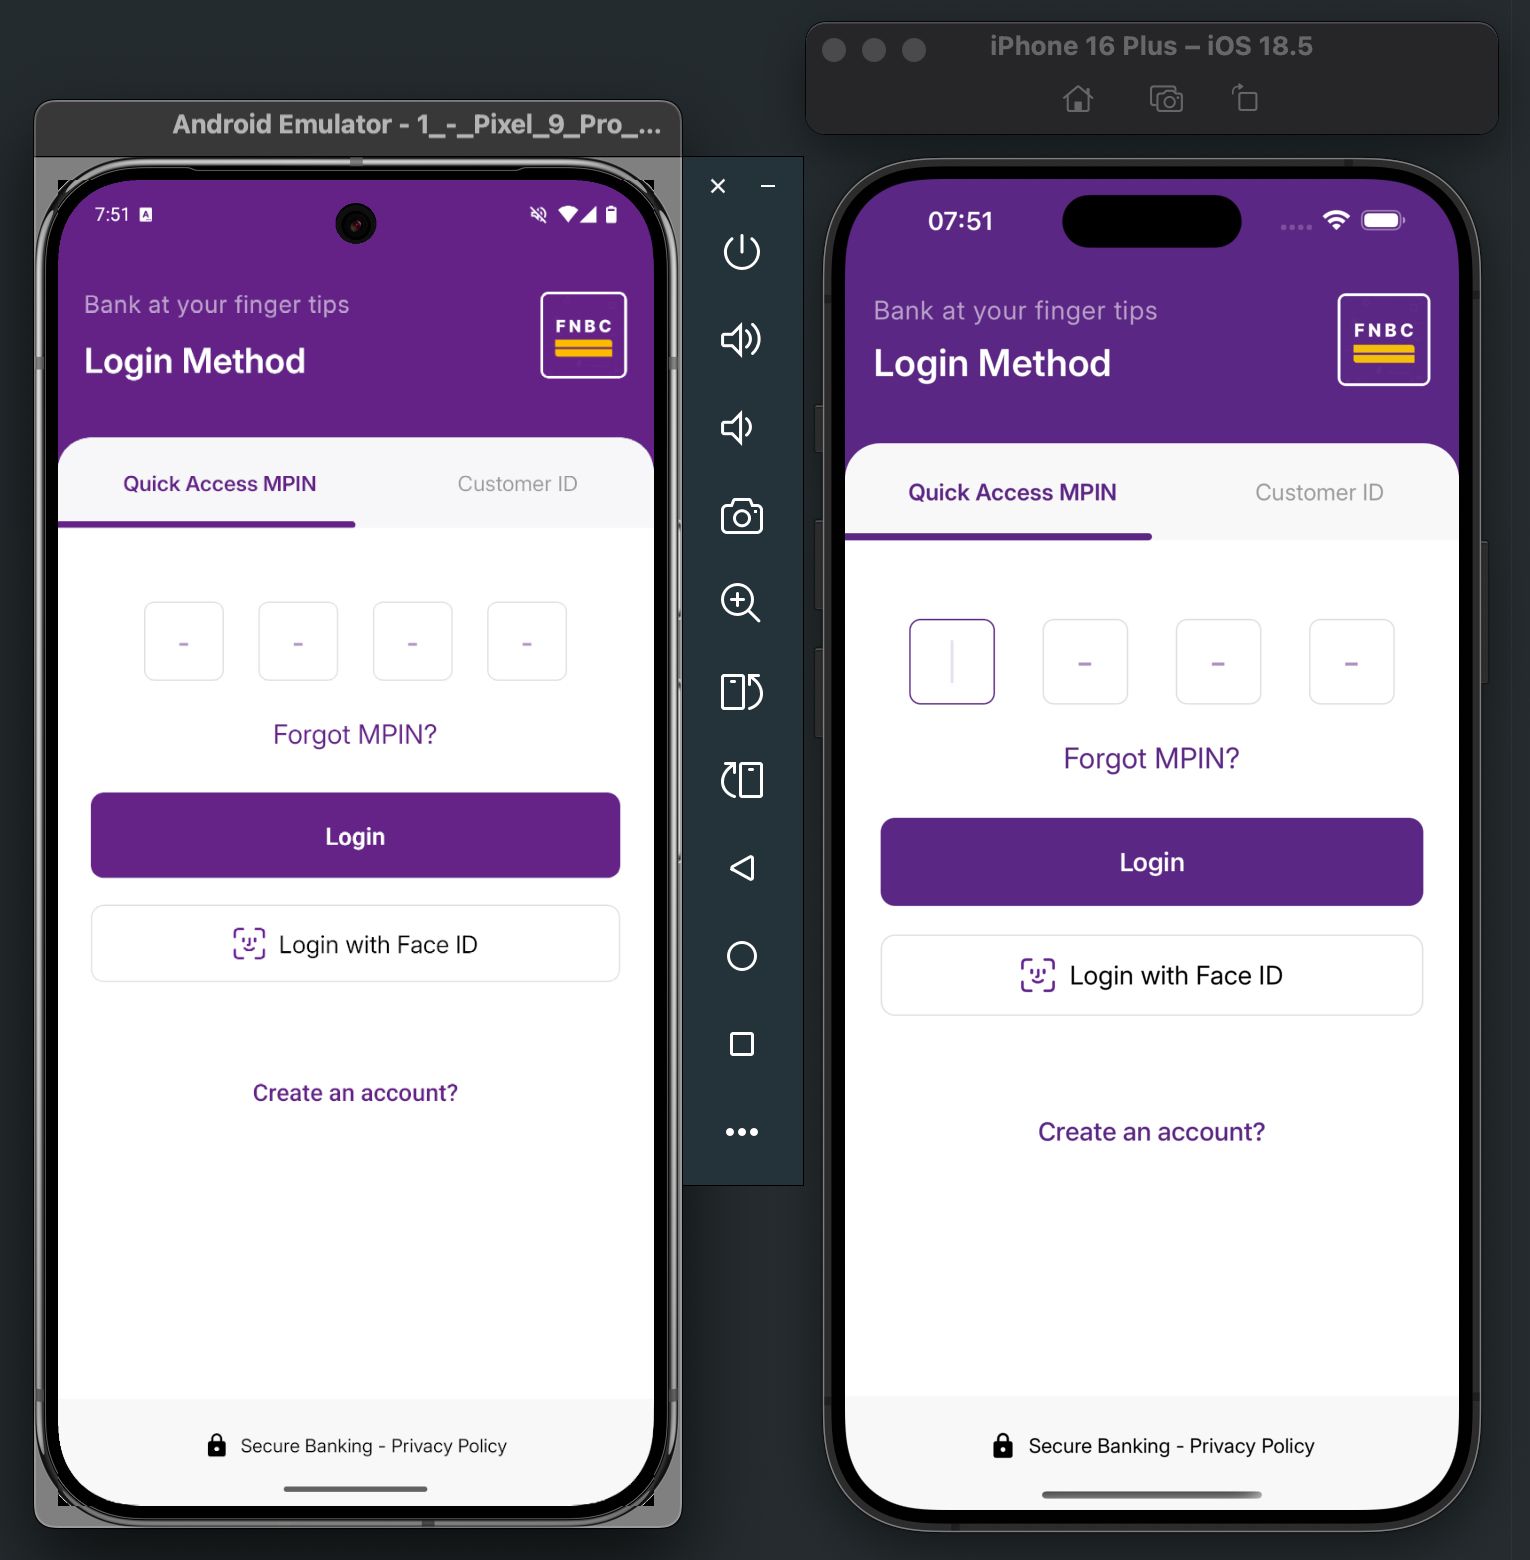 Android Emulator - 1_-_Pixel_9_Pro_...
7:51
Bank at your finger tips
Login Method
FNBC
Quick Access MPIN
Customer ID
- - - -
Forgot MPIN?
Login
Login with Face ID
Create an account?
Secure Banking - Privacy Policy
iPhone 16 Plus – iOS 18.5
07:51
Bank at your finger tips
Login Method
FNBC
Quick Access MPIN
Customer ID
- - -
Forgot MPIN?
Login
Login with Face ID
Create an account?
Secure Banking - Privacy Policy